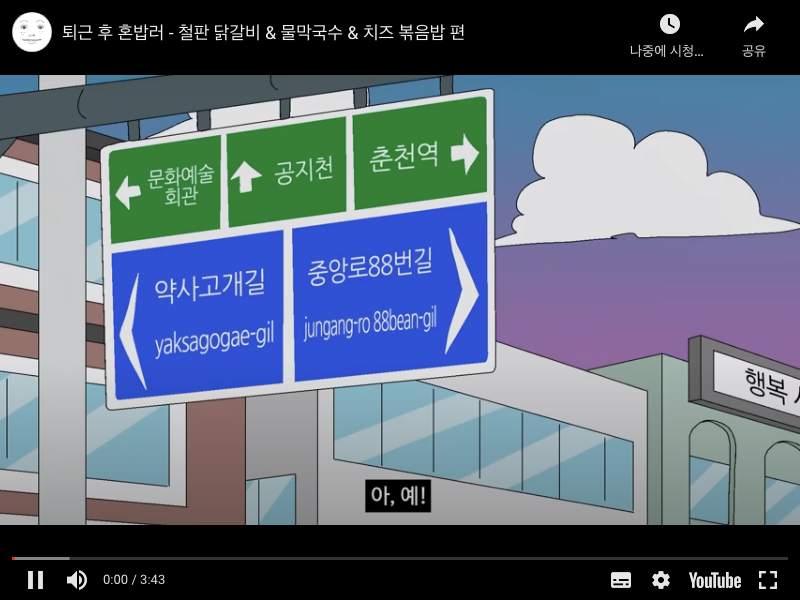 퇴근 후 혼밥러 - 철판 닭갈비 & 물막국수 & 치즈 볶음밥 편
나중에 시청...
공유
문화예술
회관
공지천
춘천역
약사고개길
yaksagogae-gil
중앙로88번길
jungang-ro 88bean-gil
행복
아, 예!
0:00 / 3:43
YouTube